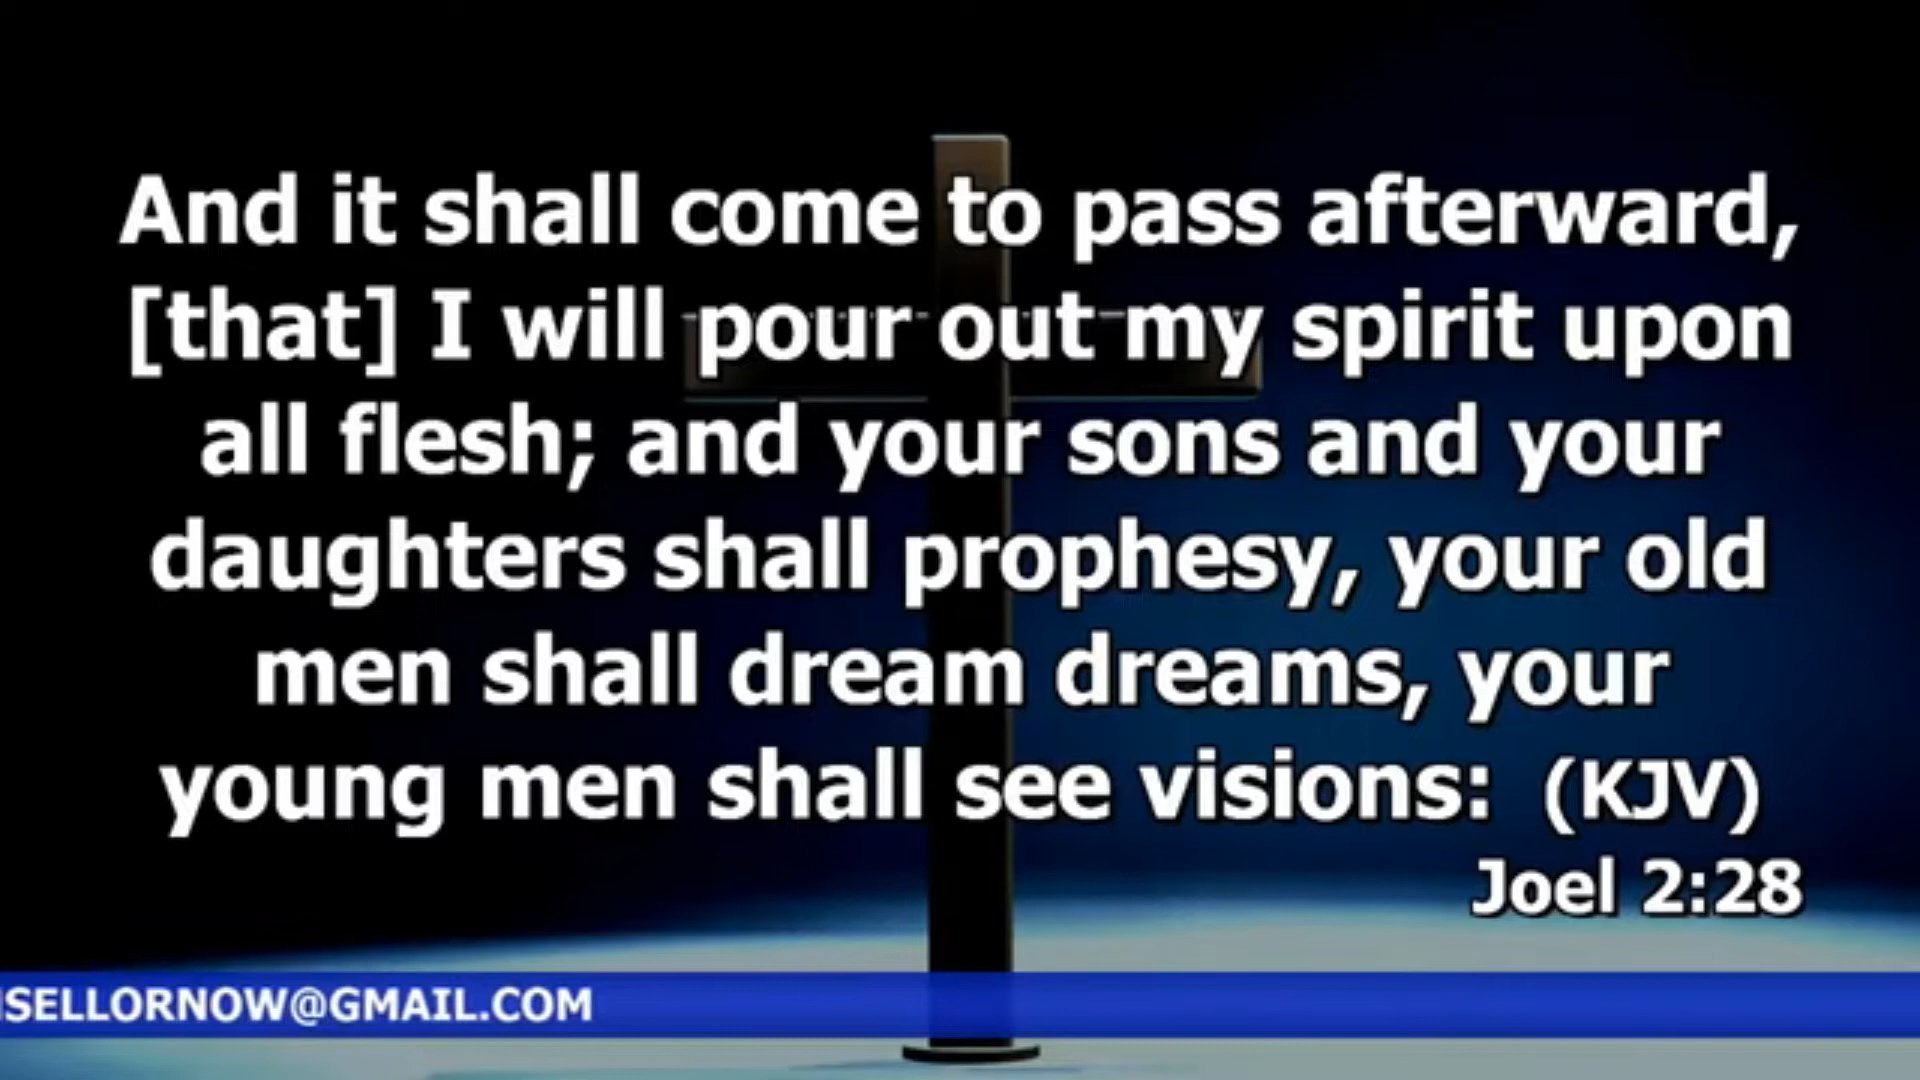 And it shall come to pass afterward,
[that] I will pour out my spirit upon
all flesh; and your sons and your
daughters shall prophesy, your old
men shall dream dreams, your
young men shall see visions: (KJV)
Joel 2:28
SELLORNOW@GMAIL.COM